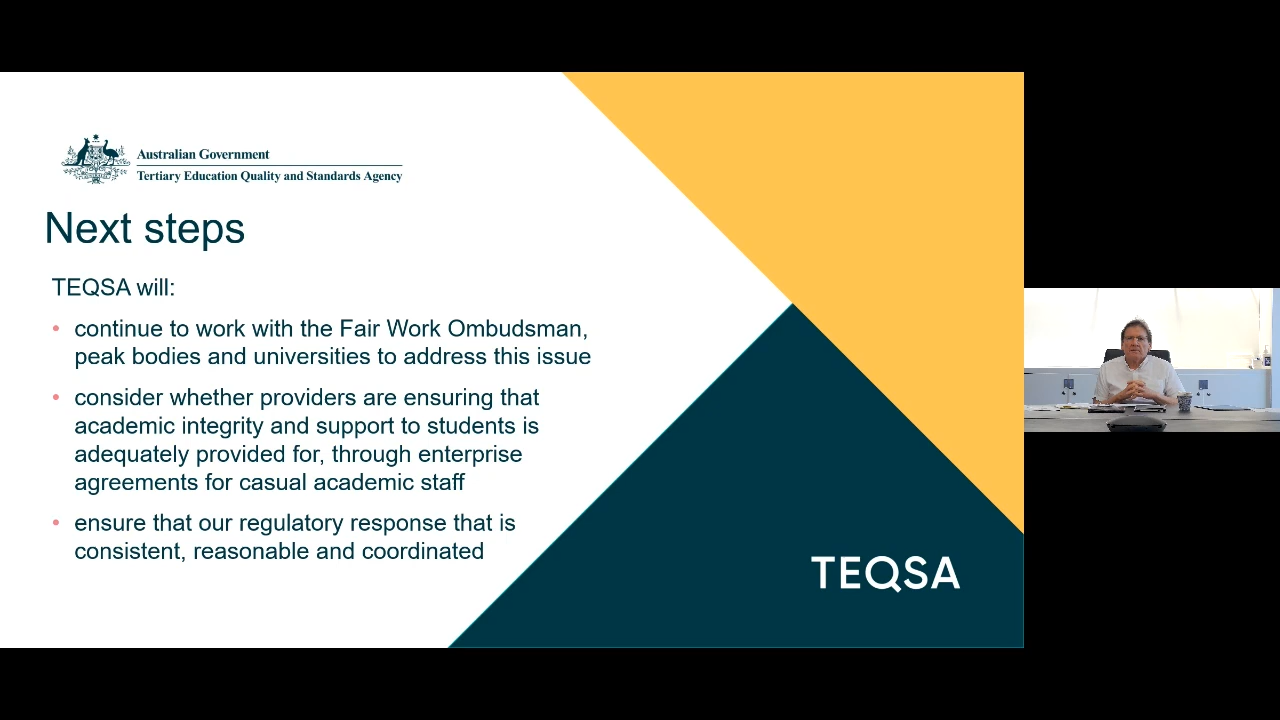 Australian Government
Tertiary Education Quality and Standards Agency
Next steps
TEQSA will:
• continue to work with the Fair Work Ombudsman,
peak bodies and universities to address this issue
• consider whether providers are ensuring that
academic integrity and support to students is
adequately provided for, through enterprise
agreements for casual academic staff
• ensure that our regulatory response that is
consistent, reasonable and coordinated
TEQSA